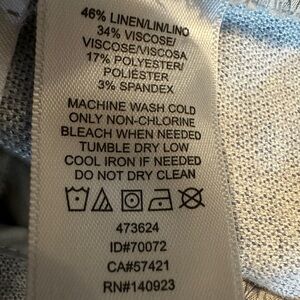 46% LINEN/LIN/LINO
34% VISCOSE/
VISCOSE/VISCOSA
17% POLYESTER/
POLIÉSTER
3% SPANDEX
MACHINE WASH COLD
ONLY NON-CHLORINE
BLEACH WHEN NEEDED
TUMBLE DRY LOW
COOL IRON IF NEEDED
DO NOT DRY CLEAN
473624
ID#70072
CA#57421
RN#140923